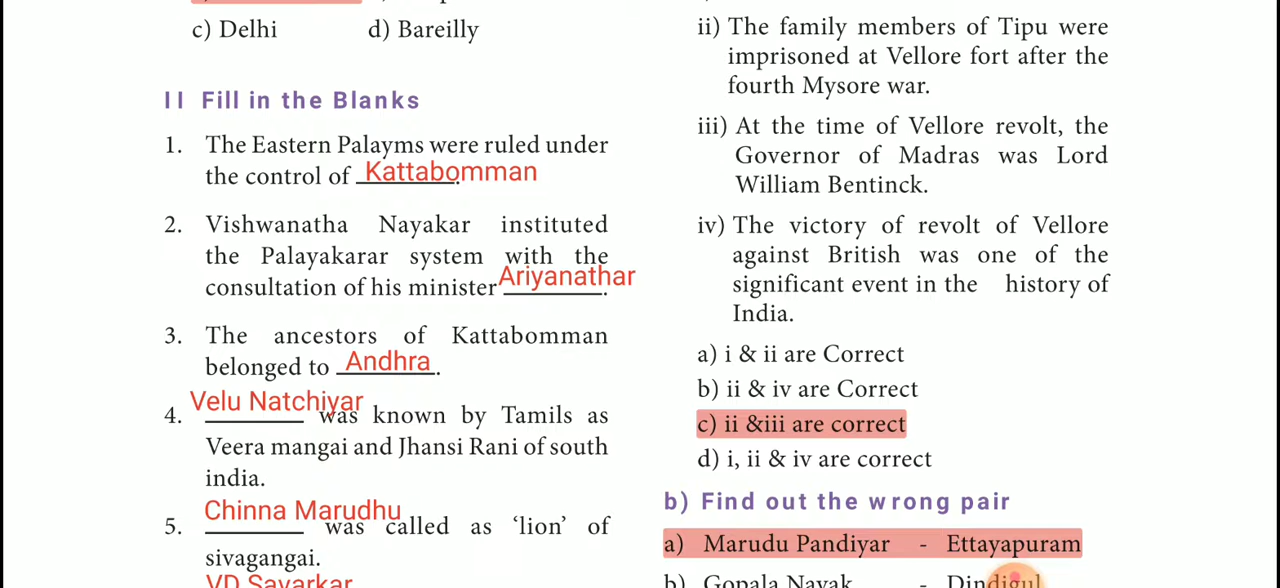 c) Delhi d) Bareilly
II Fill in the Blanks
1. The Eastern Palayms were ruled under
the control of Kattabomman.
2. Vishwanatha Nayakar instituted
the Palayakarar system with the
consultation of his minister Ariyanathar.
3. The ancestors of Kattabomman
belonged to Andhra.
4. Velu Natchiyar was known by Tamils as
Veera mangai and Jhansi Rani of south
india.
5. Chinna Marudhu was called as ‘lion’ of
sivagangai.
VD Savarkar
ii) The family members of Tipu were
imprisoned at Vellore fort after the
fourth Mysore war.
iii) At the time of Vellore revolt, the
Governor of Madras was Lord
William Bentinck.
iv) The victory of revolt of Vellore
against British was one of the
significant event in the history of
India.
a) i & ii are Correct
b) ii & iv are Correct
c) ii &iii are correct
d) i, ii & iv are correct
b) Find out the wrong pair
a) Marudu Pandiyar - Ettayapuram
b) Gopala Nayak - Dindigul